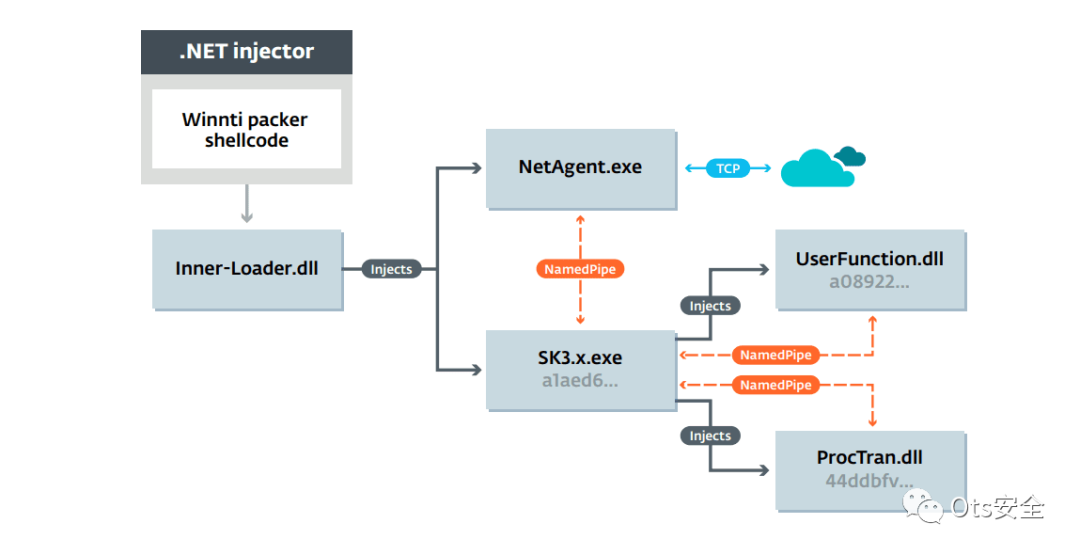 .NET injector
Winnti packer
shellcode
Inner-Loader.dll
Injects
NetAgent.exe
TCP
NamedPipe
SK3.x.exe
a1aed6...
Injects
UserFunction.dll
a08922...
NamedPipe
NamedPipe
Injects
ProcTran.dll
44ddbfv...
Ots安全